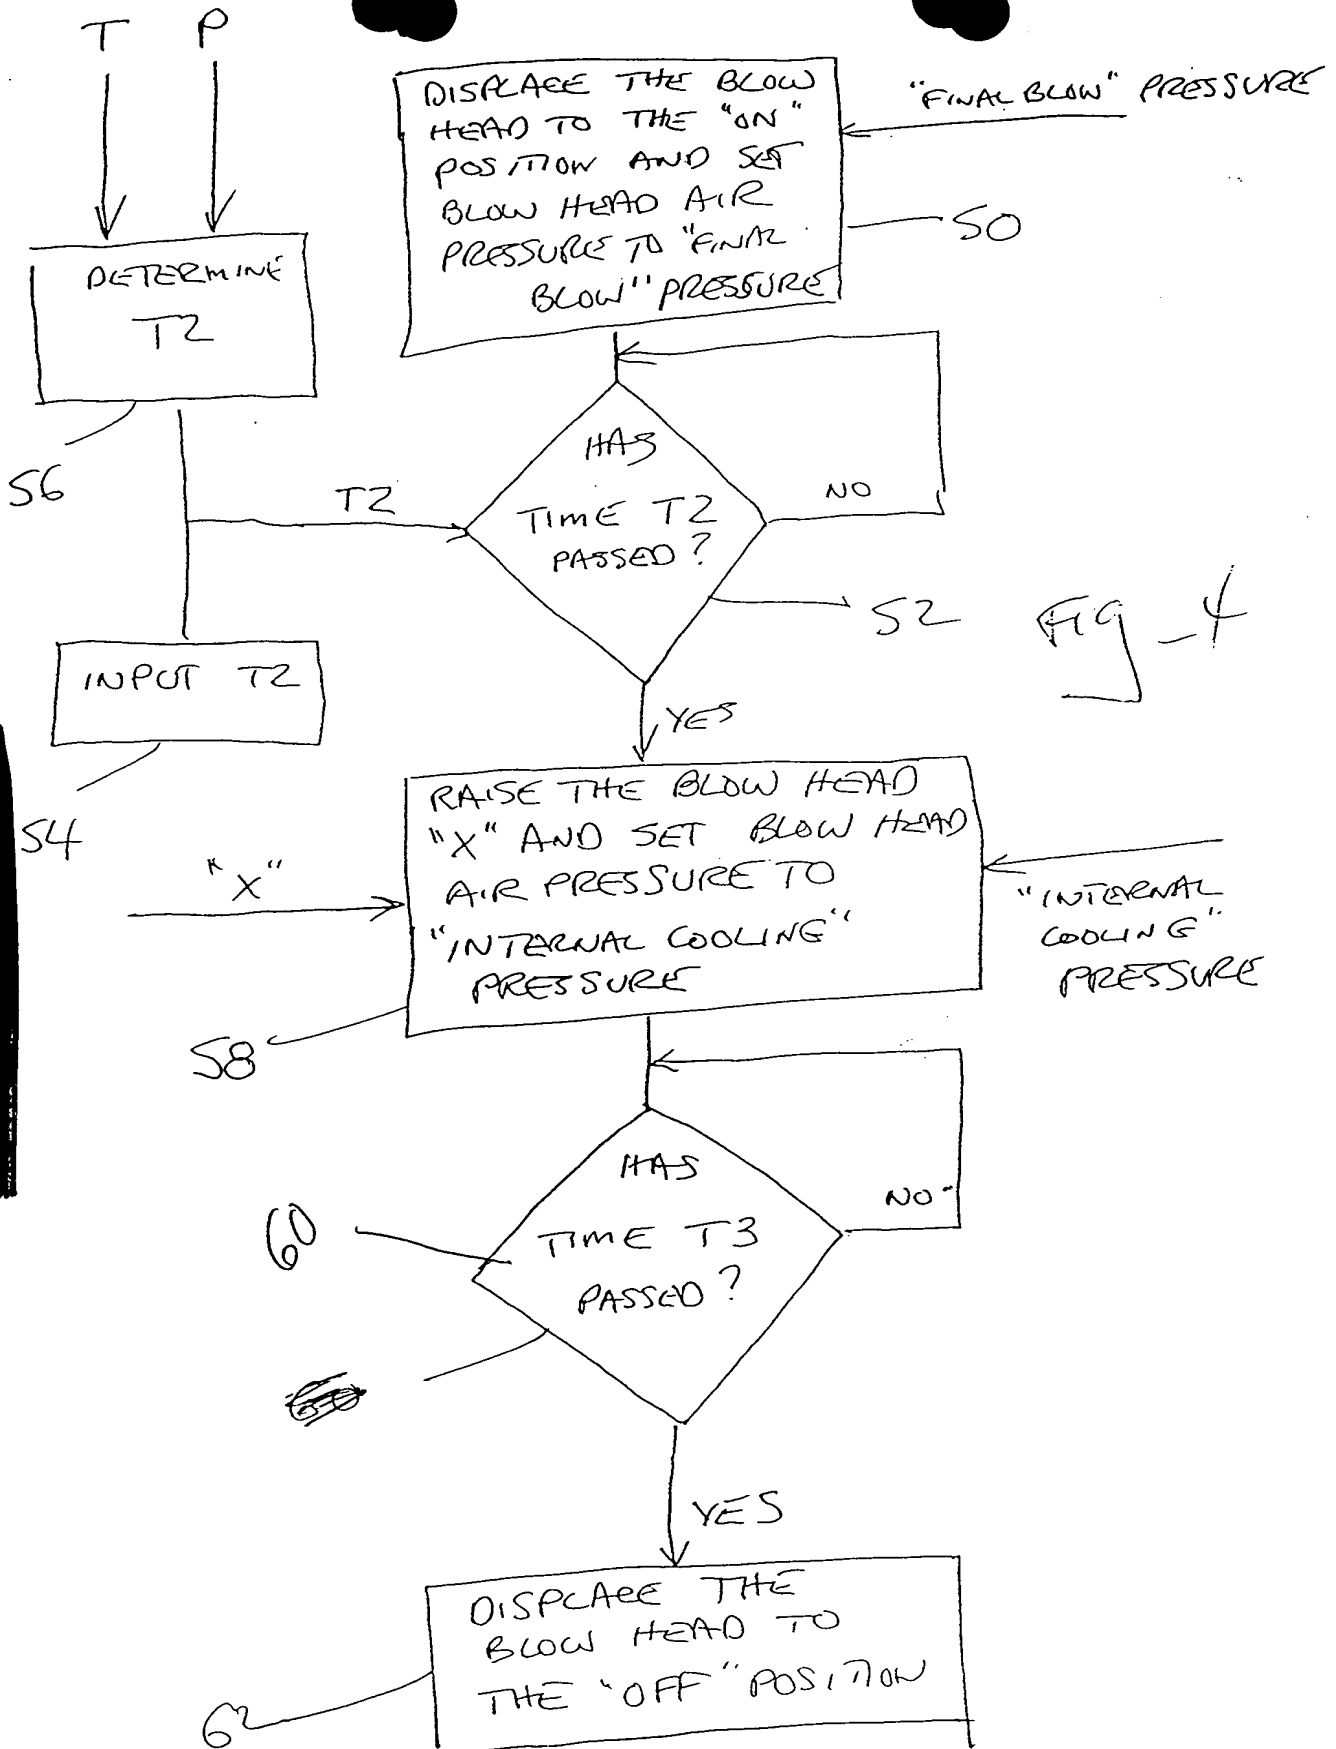 T P
DISPLACE THE BLOW
HEAD TO THE "ON"
POSITION AND SET
BLOW HEAD AIR
PRESSURE TO "FINAL
BLOW" PRESSURE
"FINAL BLOW" PRESSURE
50
DETERMINE
T2
56
HAS
TIME T2
PASSED?
T2
NO
52
Fig_4
INPUT T2
54
YES
RAISE THE BLOW HEAD
"X" AND SET BLOW HEAD
AIR PRESSURE TO
"INTERNAL COOLING"
PRESSURE
"X"
"INTERNAL
COOLING"
PRESSURE
58
HAS
TIME T3
PASSED?
NO
60
YES
DISPLACE THE
BLOW HEAD TO
THE "OFF" POSITION
62